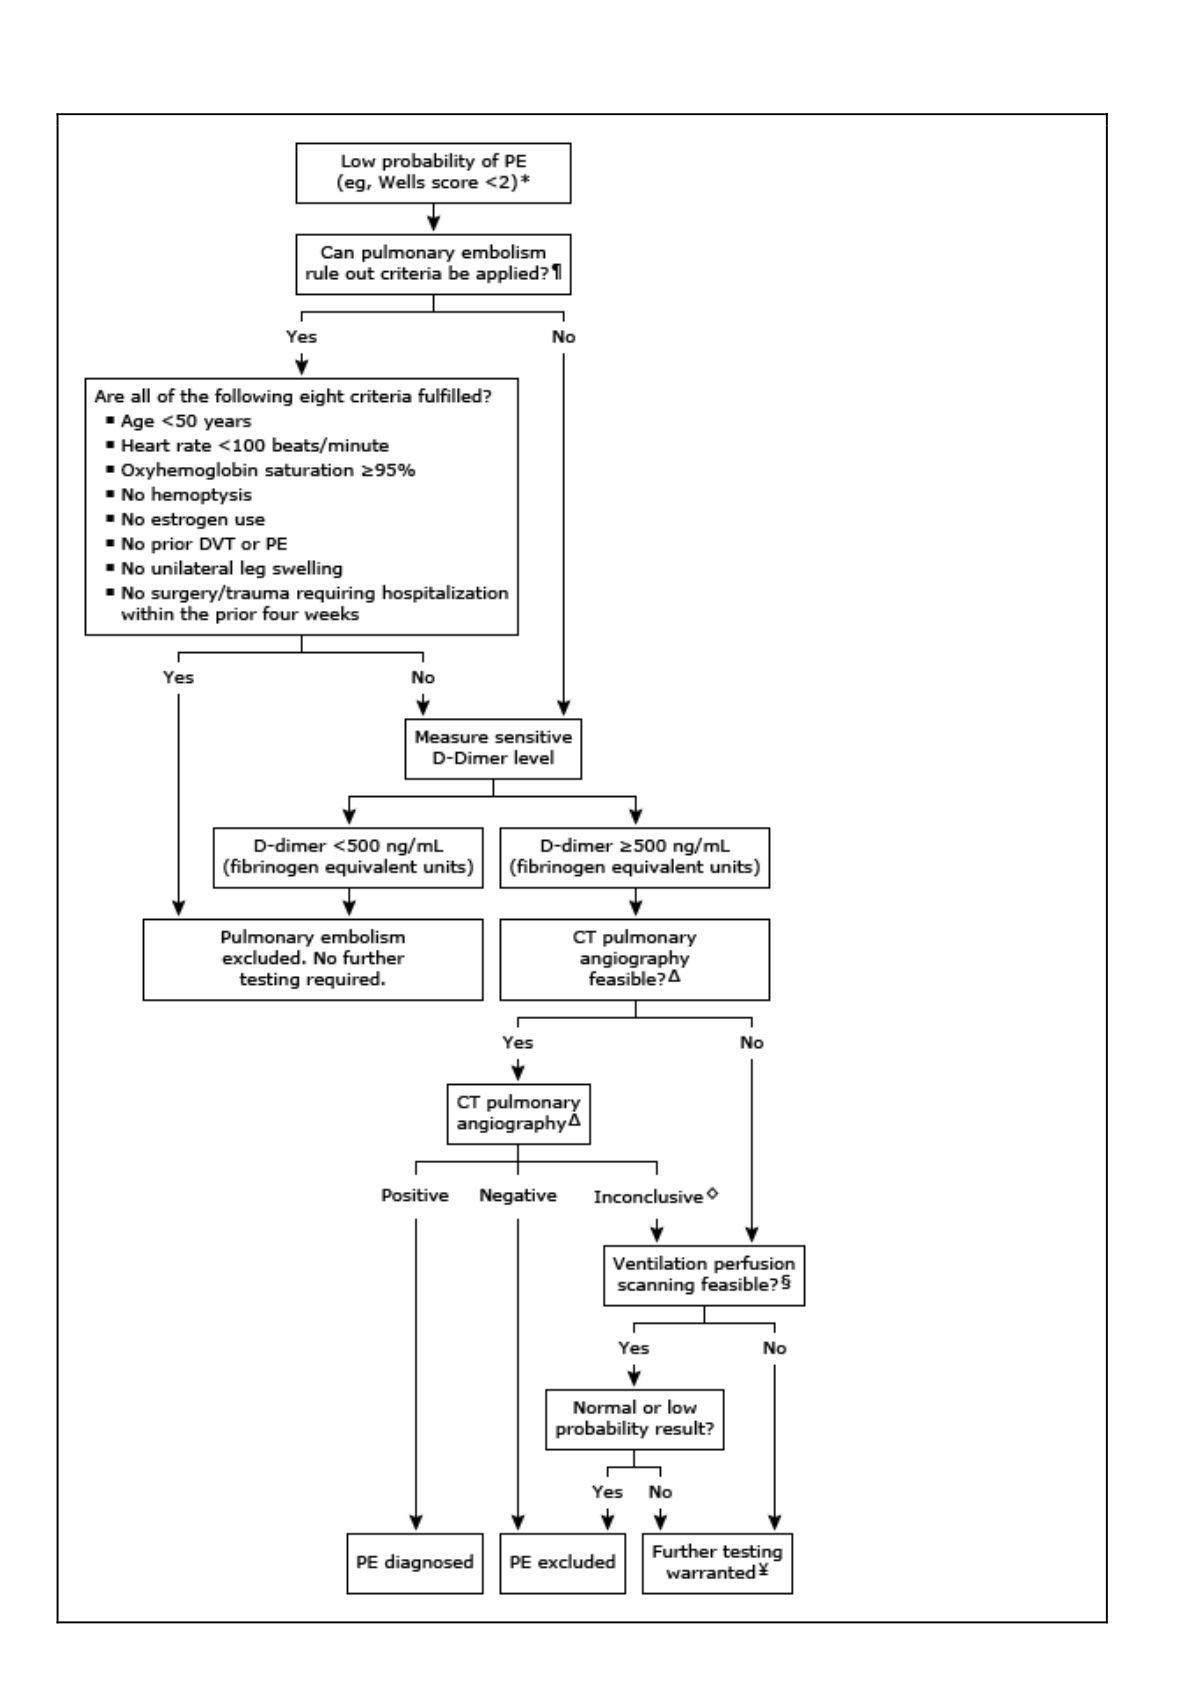 Low probability of PE
(eg, Wells score <2)*
Can pulmonary embolism
rule out criteria be applied?¶
Yes
No
Are all of the following eight criteria fulfilled?
▪ Age <50 years
▪ Heart rate <100 beats/minute
▪ Oxyhemoglobin saturation ≥95%
▪ No hemoptysis
▪ No estrogen use
▪ No prior DVT or PE
▪ No unilateral leg swelling
▪ No surgery/trauma requiring hospitalization
within the prior four weeks
Yes
No
Measure sensitive
D-Dimer level
D-dimer <500 ng/mL
(fibrinogen equivalent units)
D-dimer ≥500 ng/mL
(fibrinogen equivalent units)
Pulmonary embolism
excluded. No further
testing required.
CT pulmonary
angiography
feasible?Δ
Yes
No
CT pulmonary
angiographyΔ
Positive
Negative
Inconclusive◇
Ventilation perfusion
scanning feasible?§
Yes
No
Normal or low
probability result?
Yes
No
PE diagnosed
PE excluded
Further testing
warranted¥